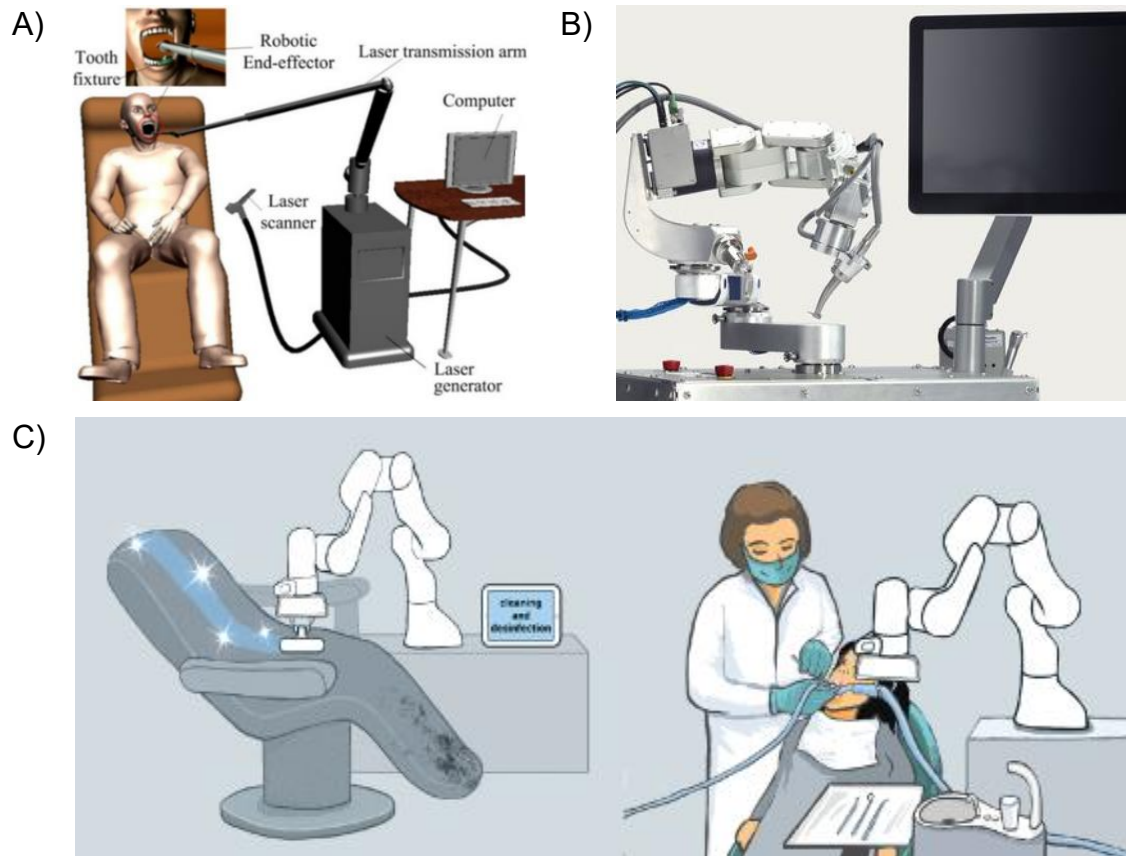 A)
Tooth
fixture
Robotic
End-effector
Laser transmission arm
Computer
Laser
scanner
Laser
generator
B)
C)
cleaning
and
desinfection